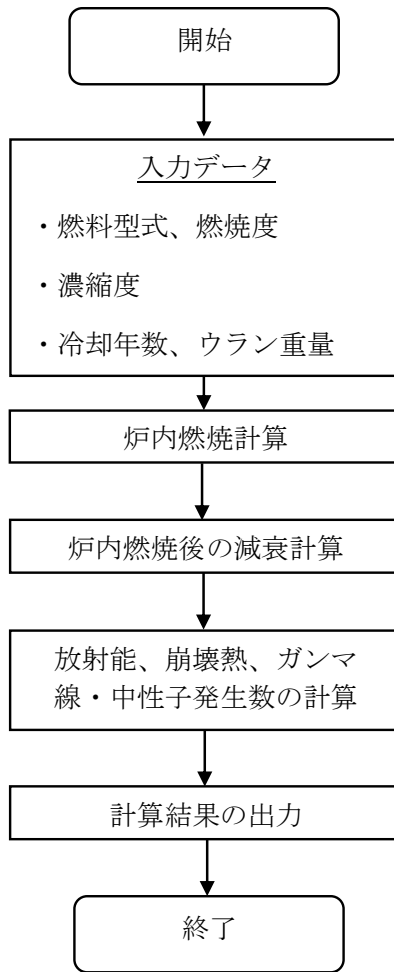 開始
入力データ
・燃料型式、燃焼度
・濃縮度
・冷却年数、ウラン重量
炉内燃焼計算
炉内燃焼後の減衰計算
放射能、崩壊熱、ガンマ
線・中性子発生数の計算
計算結果の出力
終了